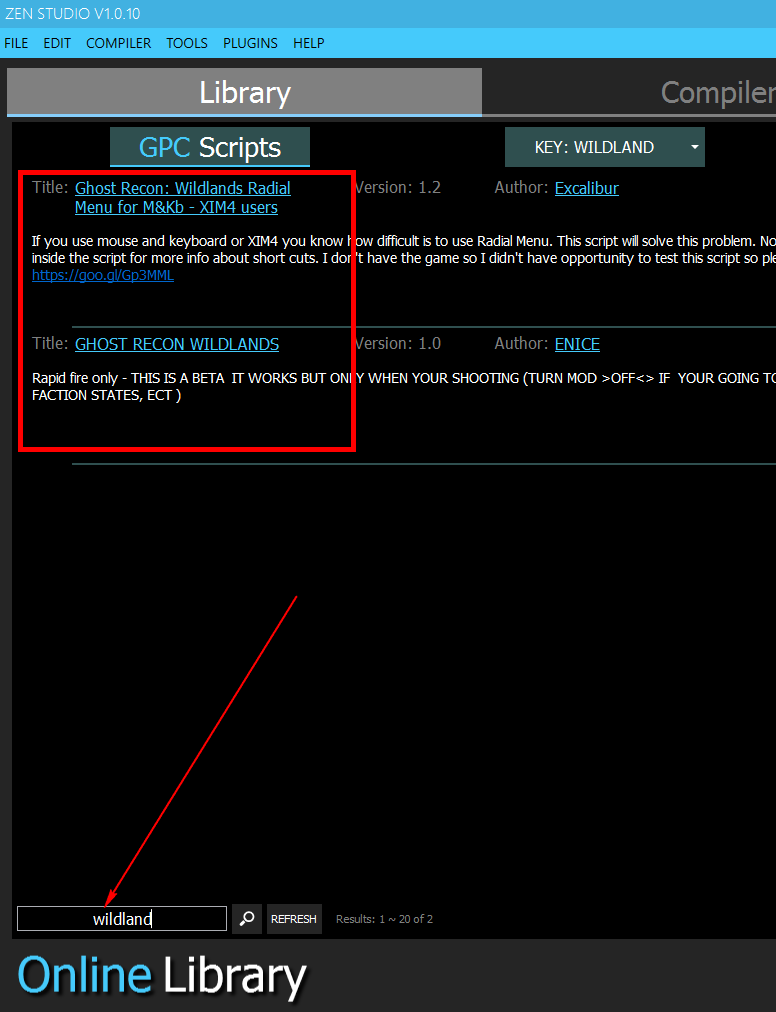 ZEN STUDIO V1.0.10
FILE EDIT COMPILER TOOLS PLUGINS HELP
Library Compiler
GPC Scripts KEY: WILDLAND
Title: Ghost Recon: Wildlands Radial Version: 1.2 Author: Excalibur
Menu for M&Kb - XIM4 users
If you use mouse and keyboard or XIM4 you know how difficult is to use Radial Menu. This script will solve this problem. No
inside the script for more info about short cuts. I don't have the game so I didn't have opportunity to test this script so ple
https://goo.gl/Gp3MML
Title: GHOST RECON WILDLANDS Version: 1.0 Author: ENICE
Rapid fire only - THIS IS A BETA IT WORKS BUT ONLY WHEN YOUR SHOOTING (TURN MOD >OFF<> IF YOUR GOING TO
FACTION STATES, ECT )
wildland REFRESH Results: 1 ~ 20 of 2
Online Library